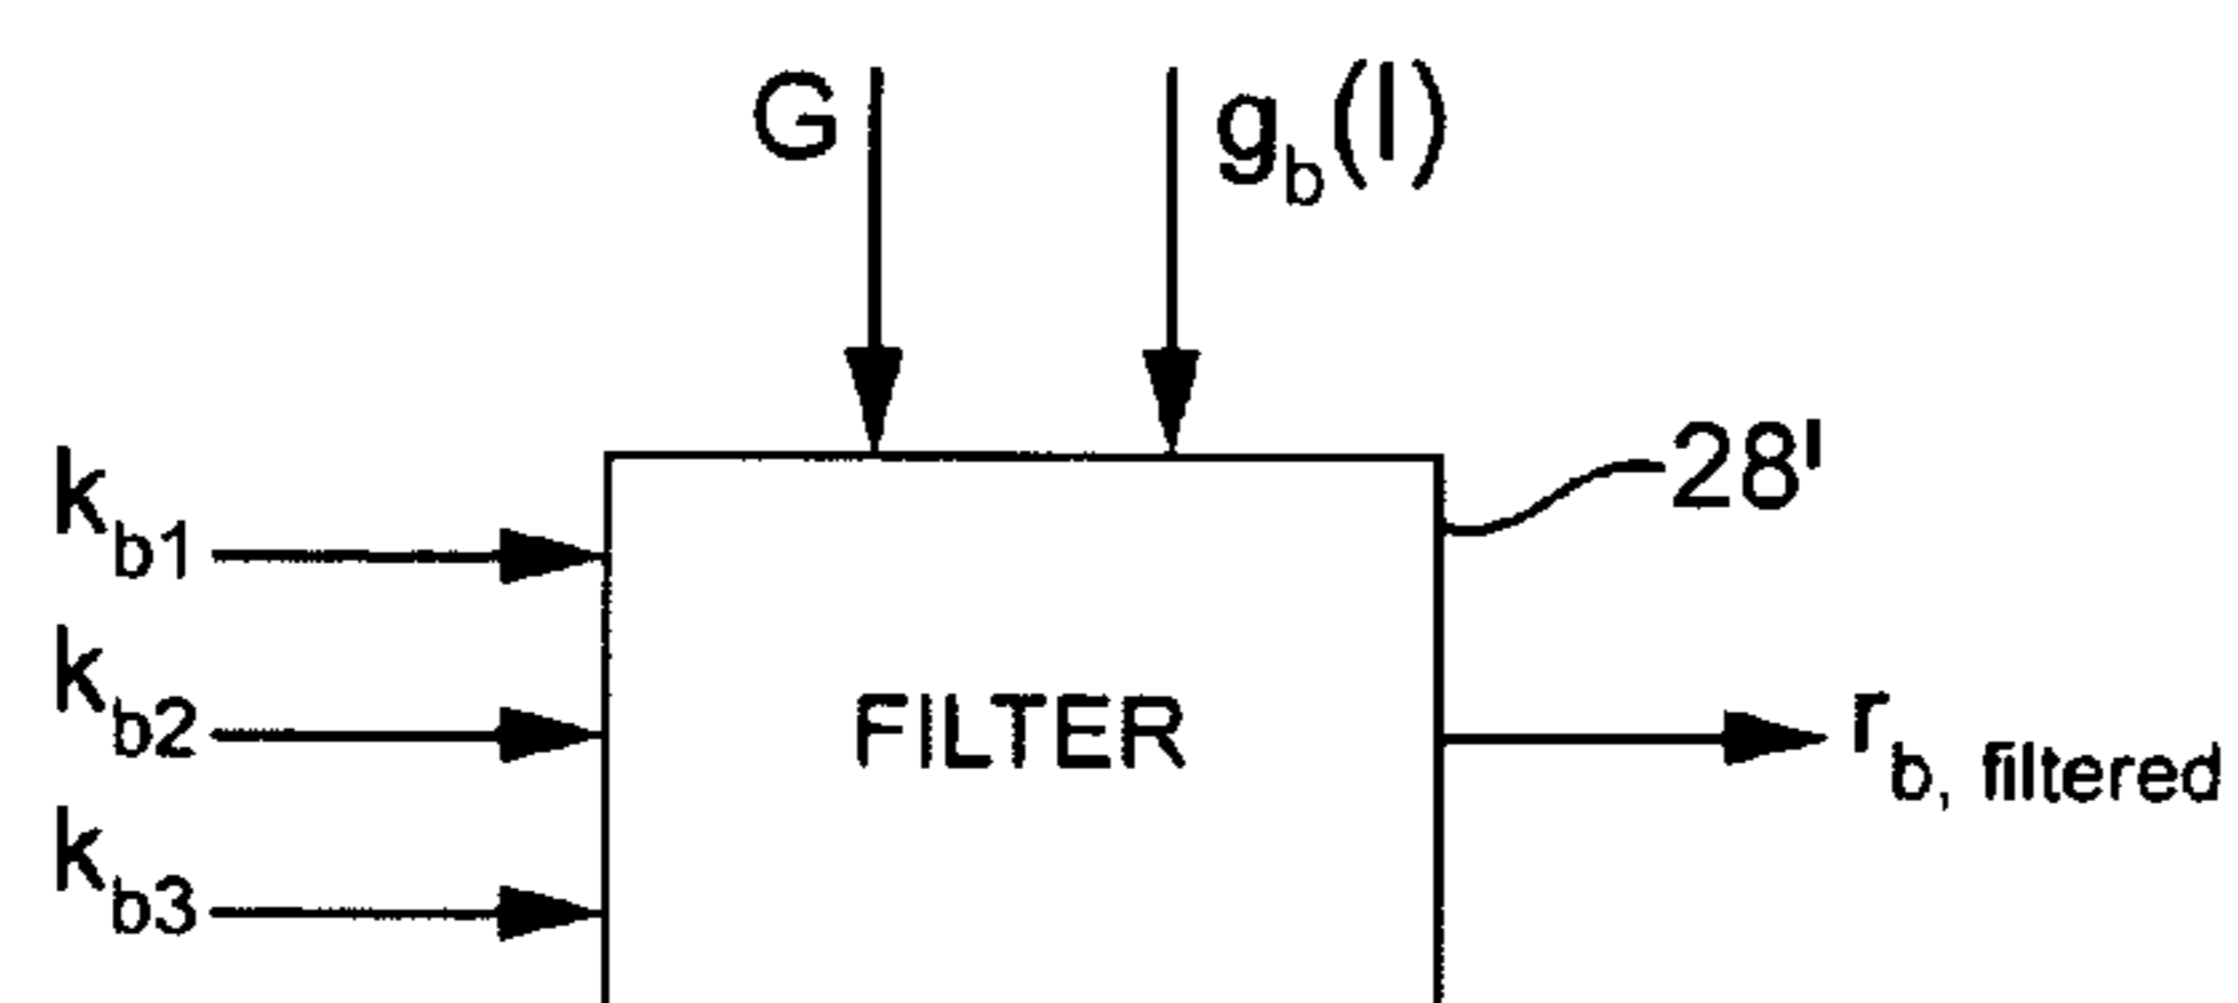 G
g_b(l)
28'
k_b1
k_b2
FILTER
r_b, filtered
k_b3